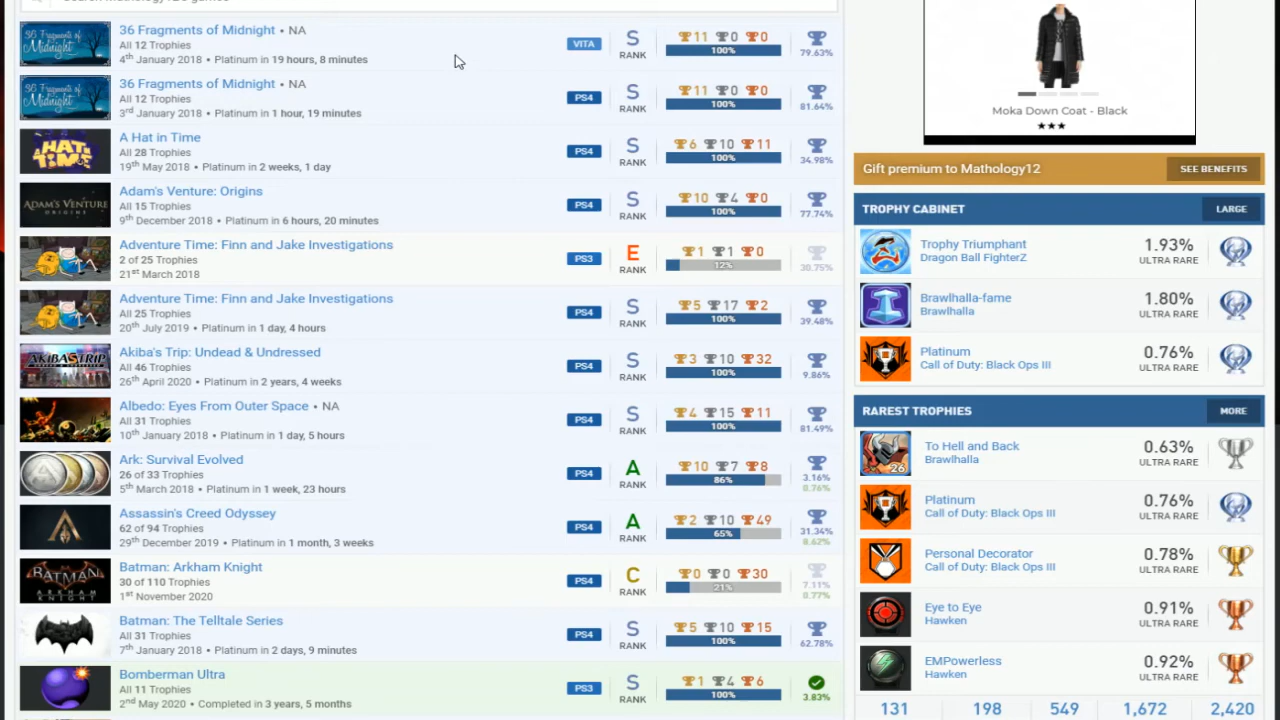 36 Fragments of Midnight • NA
All 12 Trophies
4th January 2018 • Platinum in 19 hours, 8 minutes
VITA
S RANK
11 0 0
100%
79.63%
36 Fragments of Midnight • NA
All 12 Trophies
3rd January 2018 • Platinum in 1 hour, 19 minutes
PS4
S RANK
11 0 0
100%
81.64%
A Hat in Time
All 28 Trophies
19th May 2018 • Platinum in 2 weeks, 1 day
PS4
S RANK
6 10 11
100%
34.98%
Adam's Venture: Origins
All 15 Trophies
9th December 2018 • Platinum in 6 hours, 20 minutes
PS4
S RANK
10 4 0
100%
77.74%
Adventure Time: Finn and Jake Investigations
2 of 25 Trophies
21st March 2018
PS3
E RANK
1 1 0
12%
30.75%
Adventure Time: Finn and Jake Investigations
All 25 Trophies
20th July 2019 • Platinum in 1 day, 4 hours
PS4
S RANK
5 17 2
100%
39.48%
Akiba's Trip: Undead & Undressed
All 46 Trophies
26th April 2020 • Platinum in 2 years, 4 weeks
PS4
S RANK
3 10 32
100%
9.86%
Albedo: Eyes From Outer Space • NA
All 31 Trophies
10th January 2018 • Platinum in 1 day, 5 hours
PS4
S RANK
4 15 11
100%
81.49%
Ark: Survival Evolved
26 of 33 Trophies
5th March 2018 • Platinum in 1 week, 23 hours
PS4
A RANK
10 7 8
86%
3.16%
0.76%
Assassin's Creed Odyssey
62 of 94 Trophies
29th December 2019 • Platinum in 1 month, 3 weeks
PS4
A RANK
2 10 49
65%
31.34%
8.62%
Batman: Arkham Knight
30 of 110 Trophies
1st November 2020
PS4
C RANK
0 0 30
21%
7.11%
0.77%
Batman: The Telltale Series
All 31 Trophies
7th January 2018 • Platinum in 2 days, 9 minutes
PS4
S RANK
5 10 15
100%
62.78%
Bomberman Ultra
All 11 Trophies
2nd May 2020 • Completed in 3 years, 5 months
PS3
S RANK
1 4 6
100%
3.83%
Moka Down Coat - Black
★★★
Gift premium to Mathology12
SEE BENEFITS
TROPHY CABINET
LARGE
Trophy Triumphant
Dragon Ball FighterZ
1.93%
ULTRA RARE
Brawlhalla-fame
Brawlhalla
1.80%
ULTRA RARE
Platinum
Call of Duty: Black Ops III
0.76%
ULTRA RARE
RAREST TROPHIES
MORE
26
To Hell and Back
Brawlhalla
0.63%
ULTRA RARE
Platinum
Call of Duty: Black Ops III
0.76%
ULTRA RARE
Personal Decorator
Call of Duty: Black Ops III
0.78%
ULTRA RARE
Eye to Eye
Hawken
0.91%
ULTRA RARE
EMPowerless
Hawken
0.92%
ULTRA RARE
131 198 549 1,672 2,420